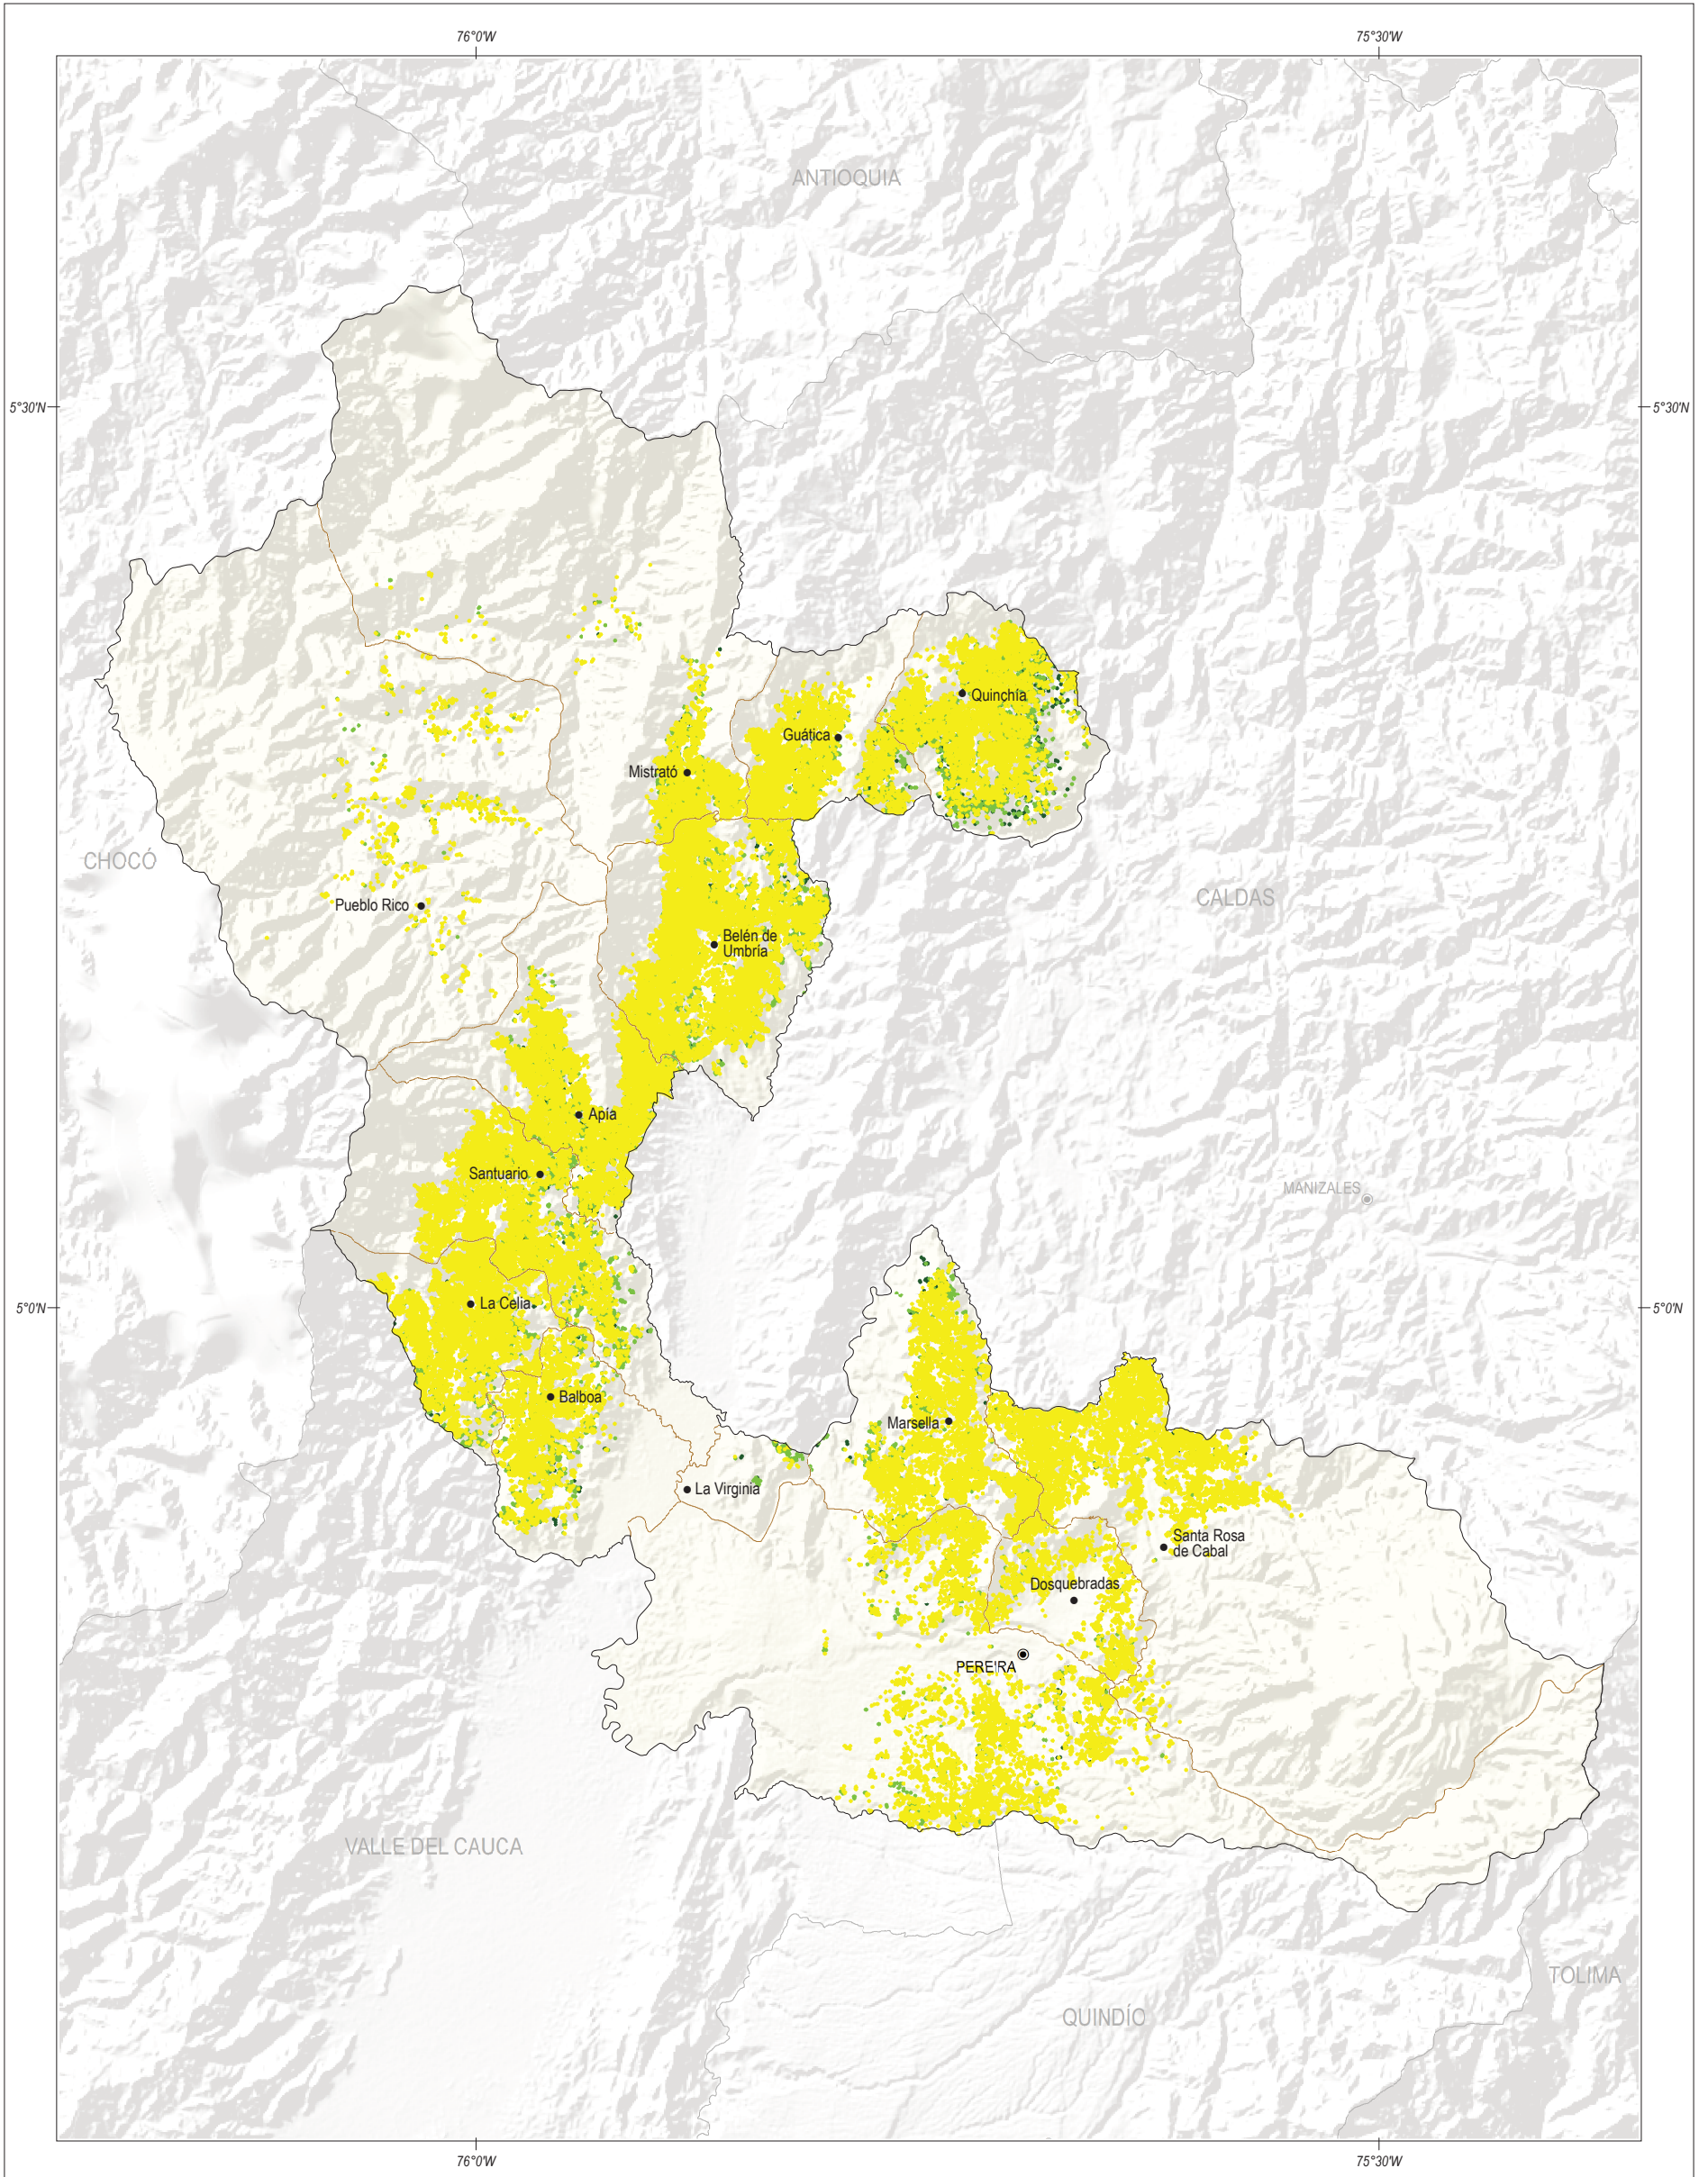 76°0'W
75°30'W
ANTIOQUIA
5°30'N
5°30'N
Quinchía
Guática
Mistrató
CHOCÓ
CALDAS
Pueblo Rico
Belén de
Umbría
Apía
Santuario
MANIZALES
5°0'N
La Celia
5°0'N
Balboa
Marsella
La Virginia
Santa Rosa
de Cabal
Dosquebradas
PEREIRA
VALLE DEL CAUCA
TOLIMA
QUINDÍO
76°0'W
75°30'W